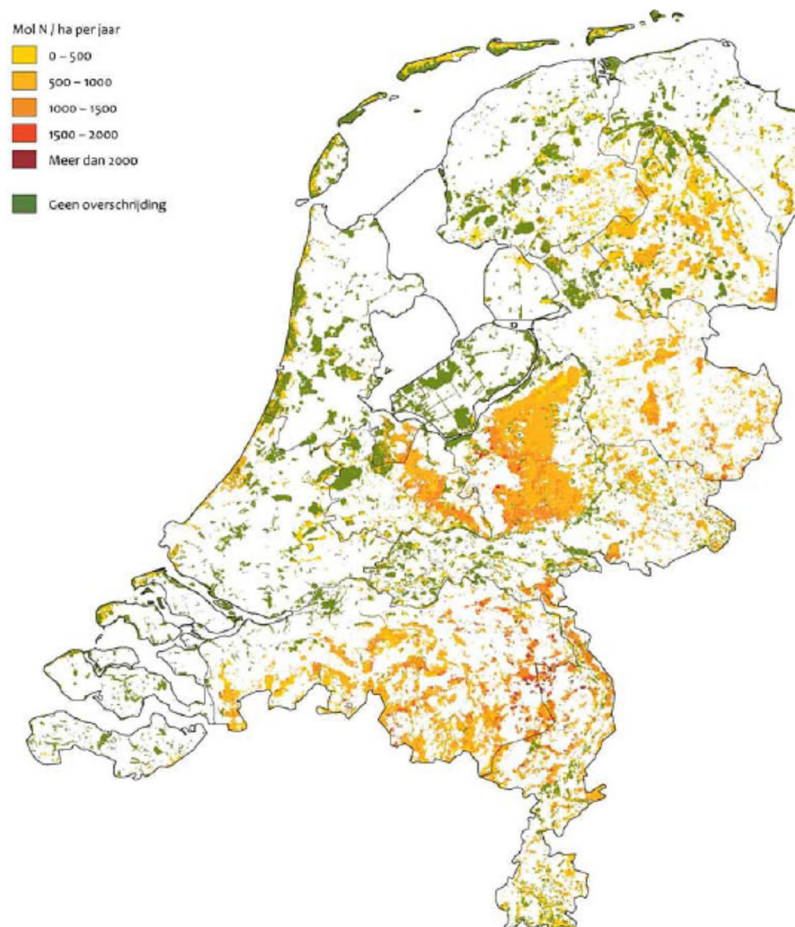 Mol N / ha per jaar
0 – 500
500 – 1000
1000 – 1500
1500 – 2000
Meer dan 2000
Geen overschrijding